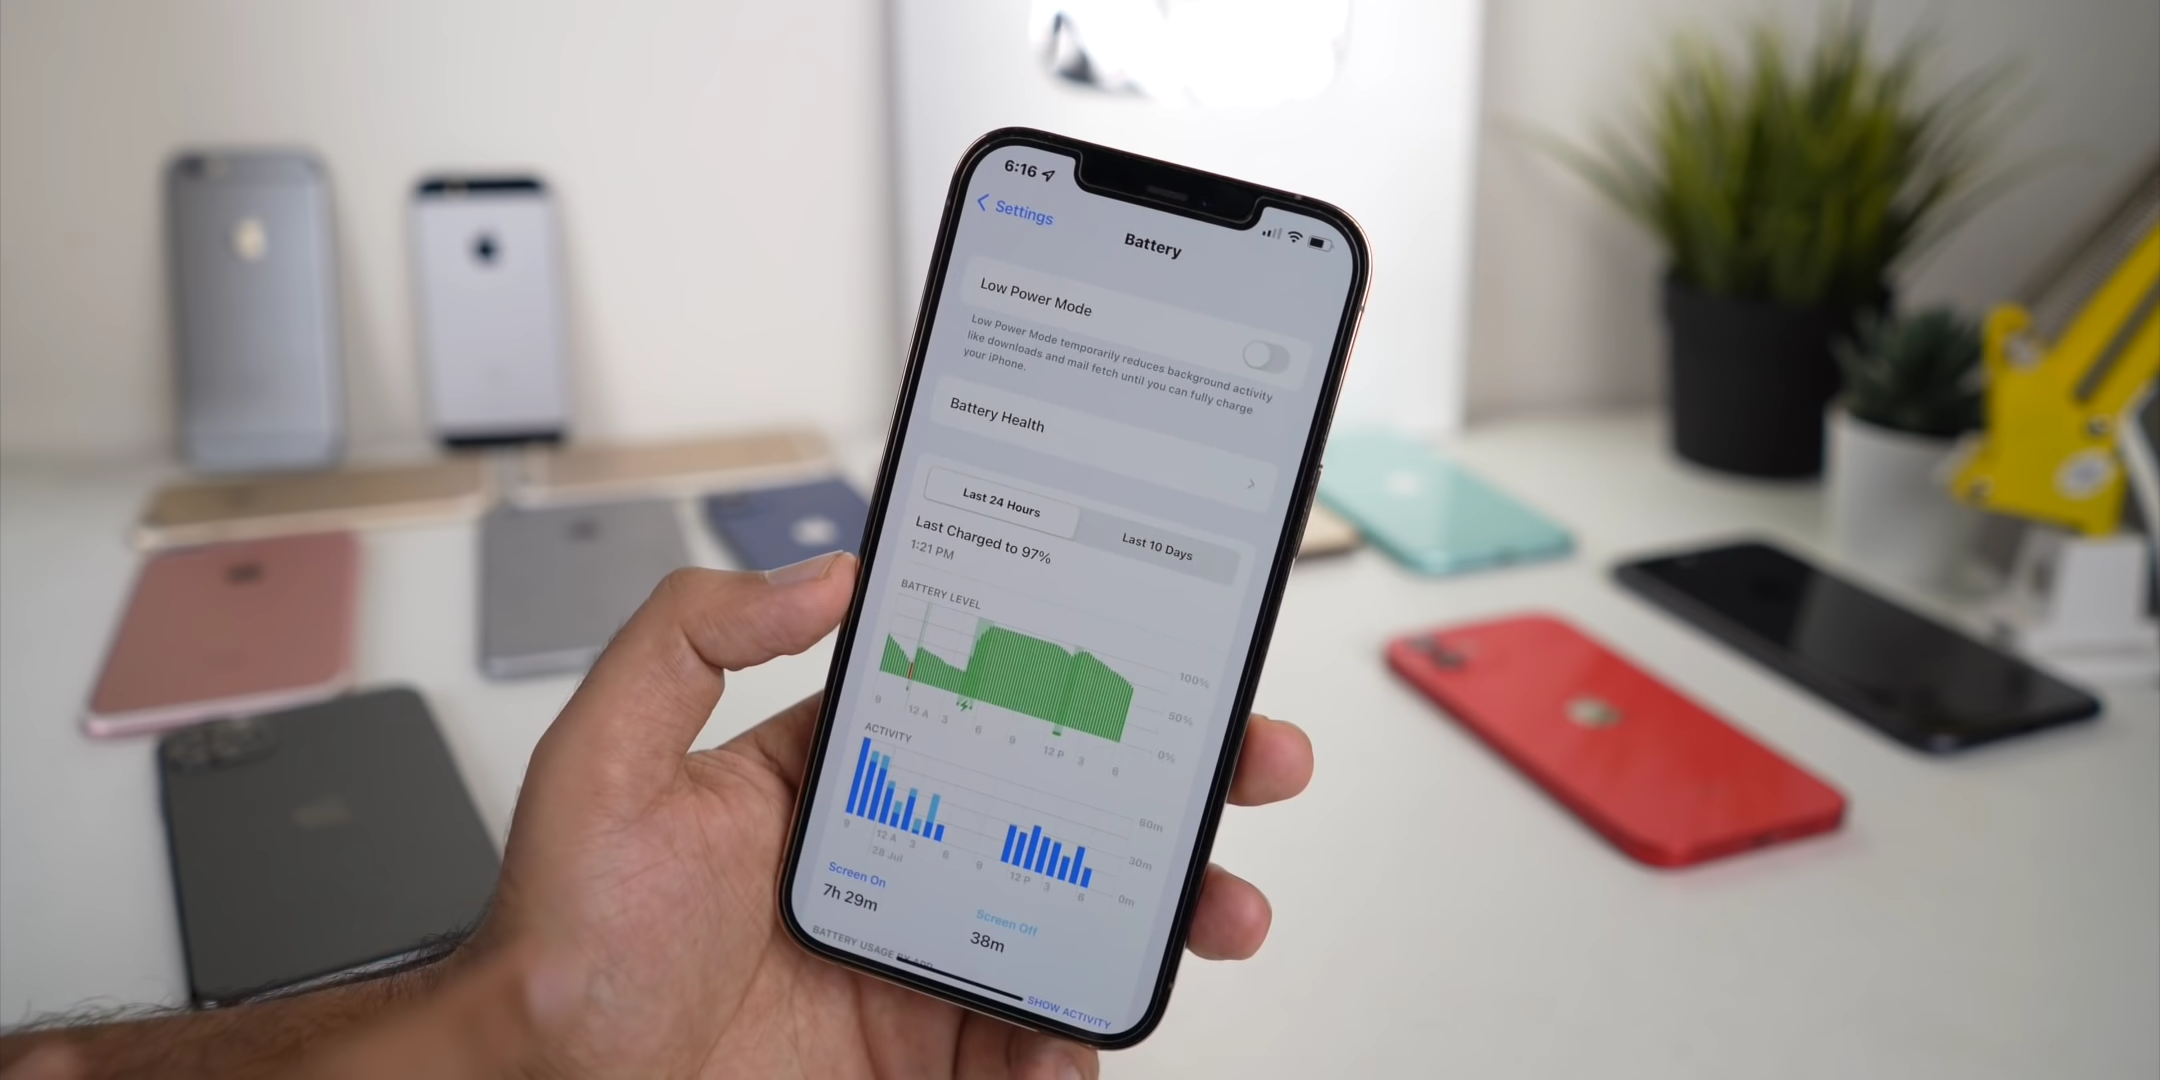 6:16
Settings
Battery
Low Power Mode
Low Power Mode temporarily reduces background activity
like downloads and mail fetch until you can fully charge
your iPhone.
Battery Health
Last 24 Hours
Last 10 Days
Last Charged to 97%
1:21 PM
BATTERY LEVEL
100%
50%
0%
9 12 A 3 6 9 12 P 3 6
ACTIVITY
60m
30m
0m
9 12 A 3 6 9 12 P 3 6
28 Jul
Screen On
7h 29m
Screen Off
38m
BATTERY USAGE BY APP
SHOW ACTIVITY